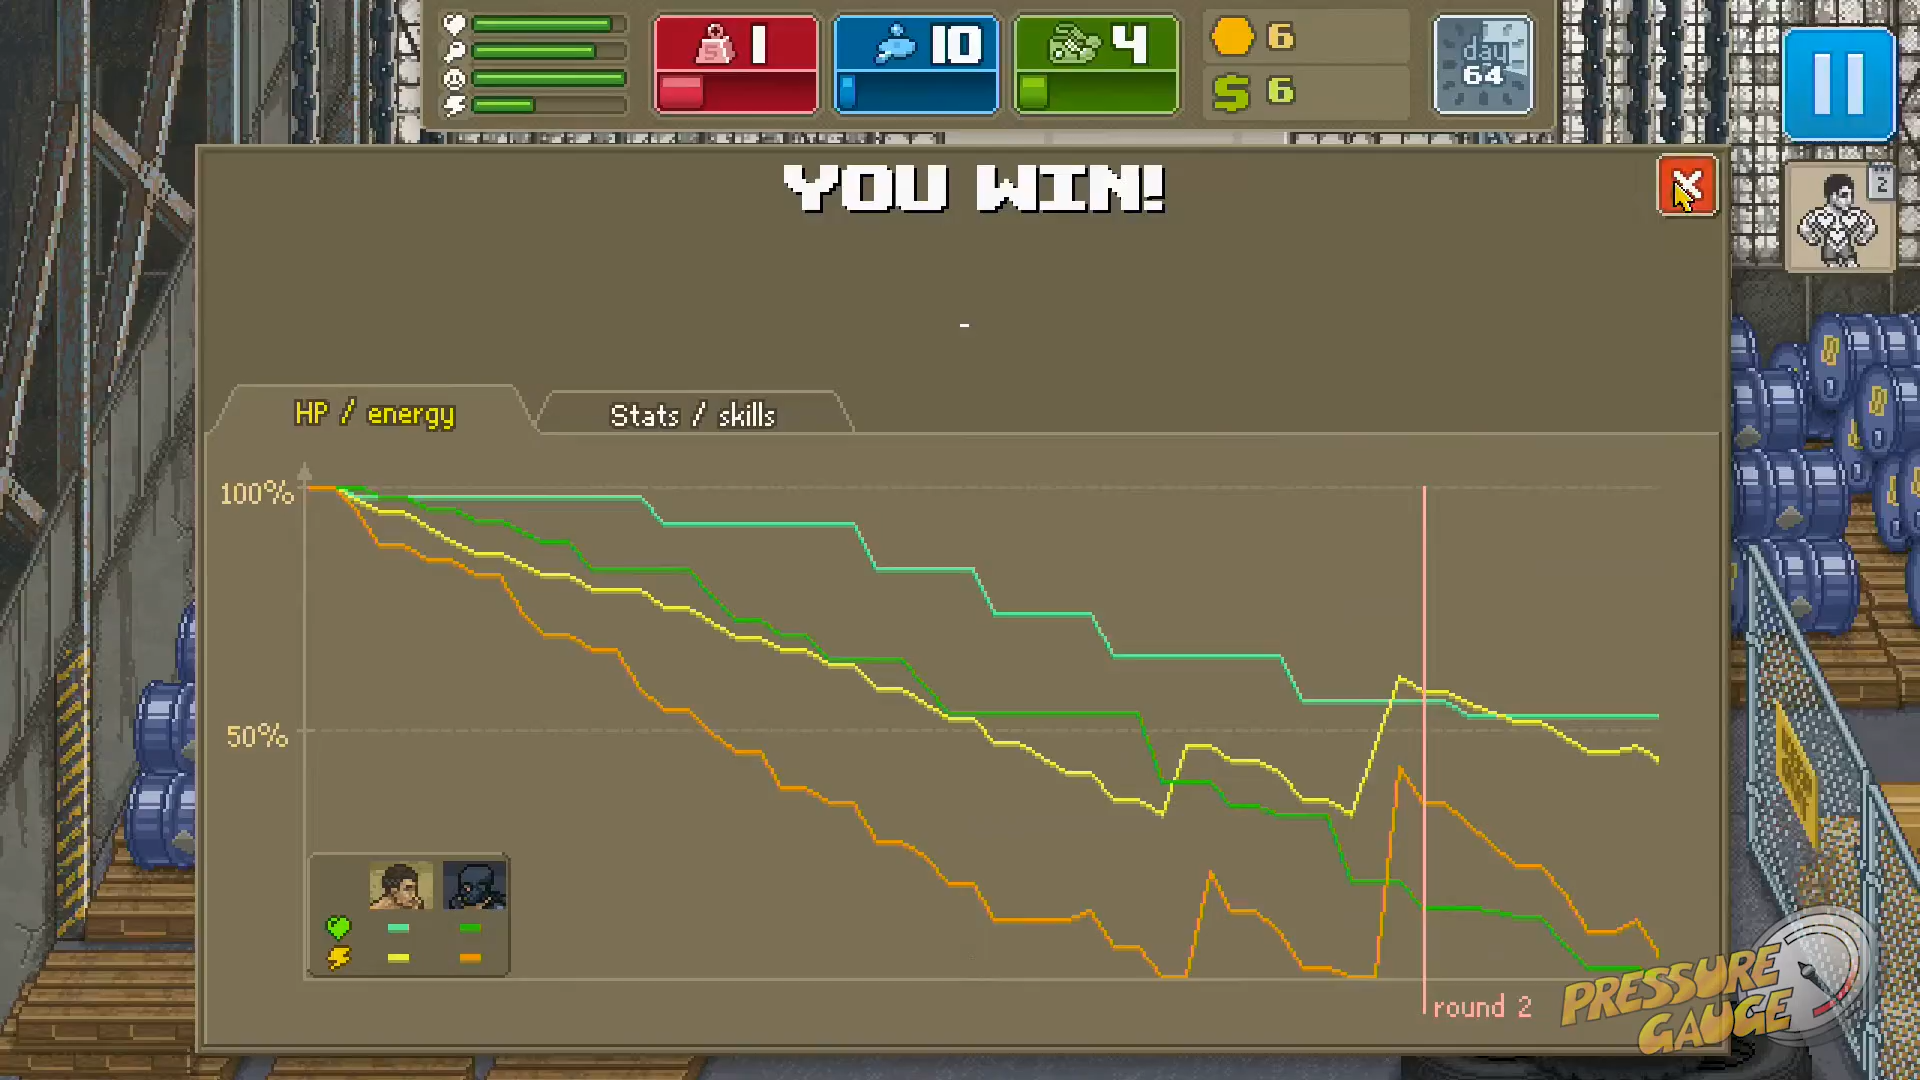 1
10
4
6
6
day
64
2
YOU WIN!
-
HP / energy
Stats / skills
100%
50%
round 2
PRESSURE
GAUGE